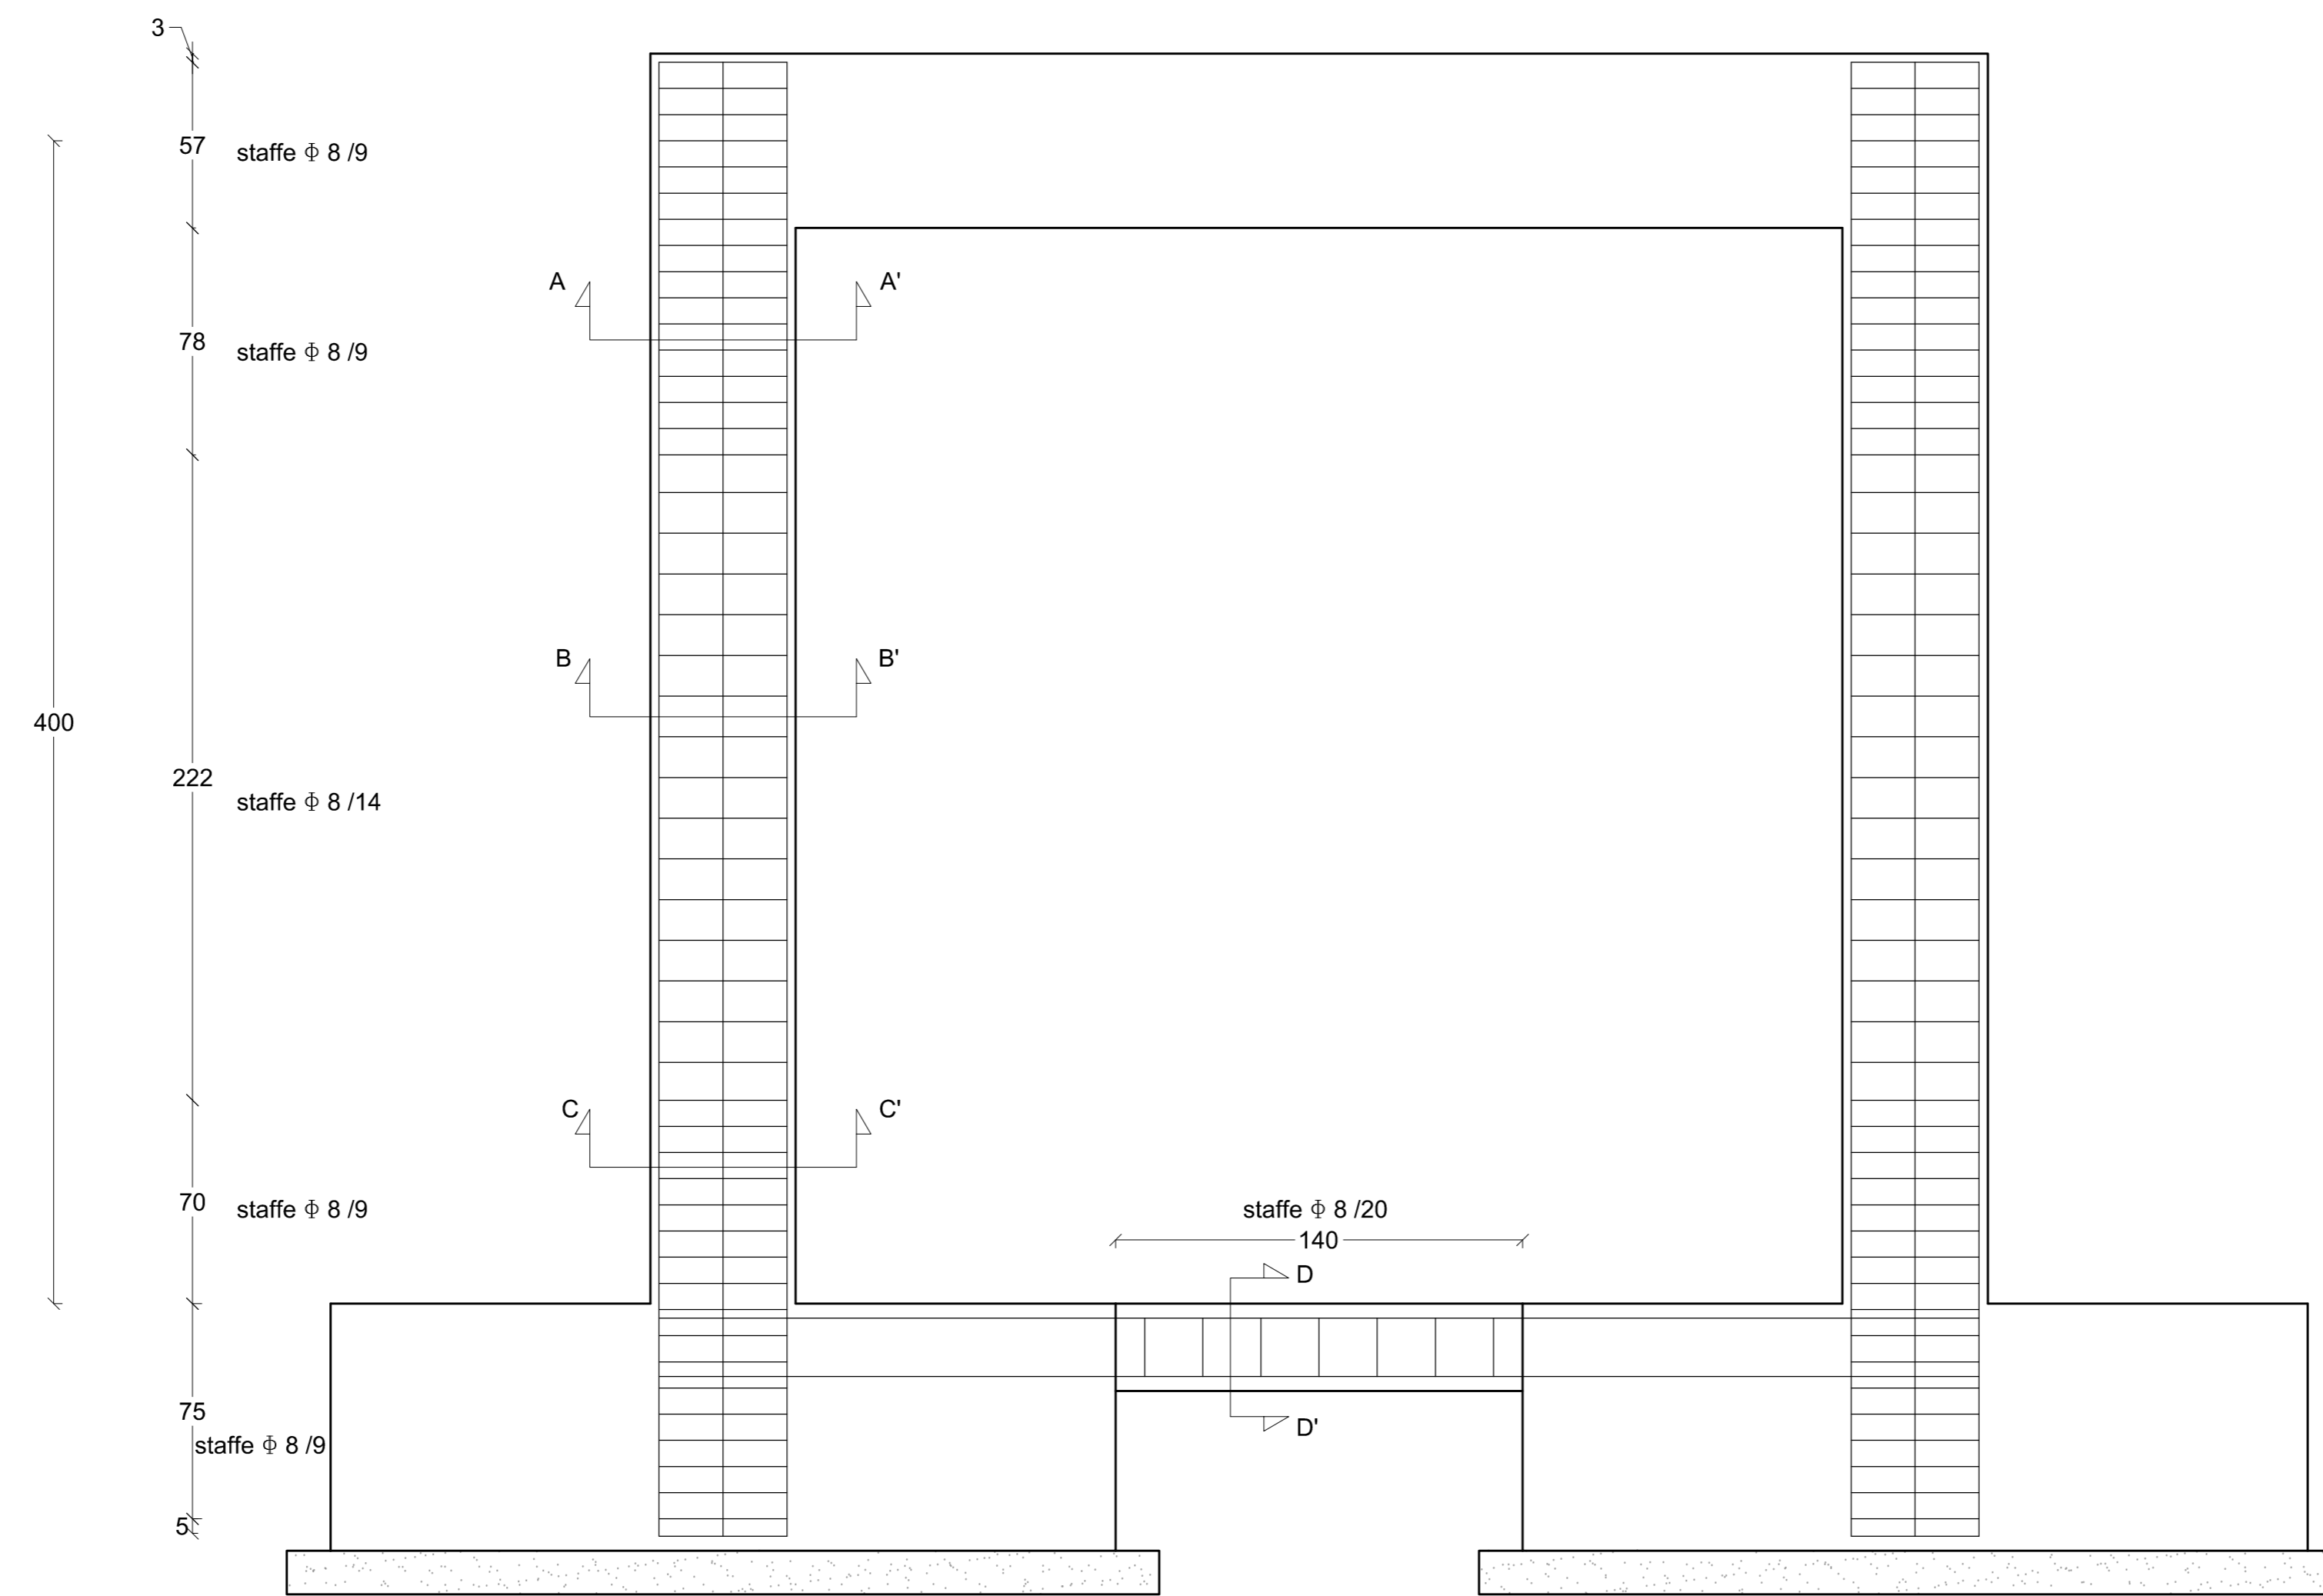 3
57
staffe Φ 8 /9
A
A'
78
staffe Φ 8 /9
B
B'
400
222
staffe Φ 8 /14
C
C'
70
staffe Φ 8 /9
staffe Φ 8 /20
140
D
75
D'
staffe Φ 8 /9
5